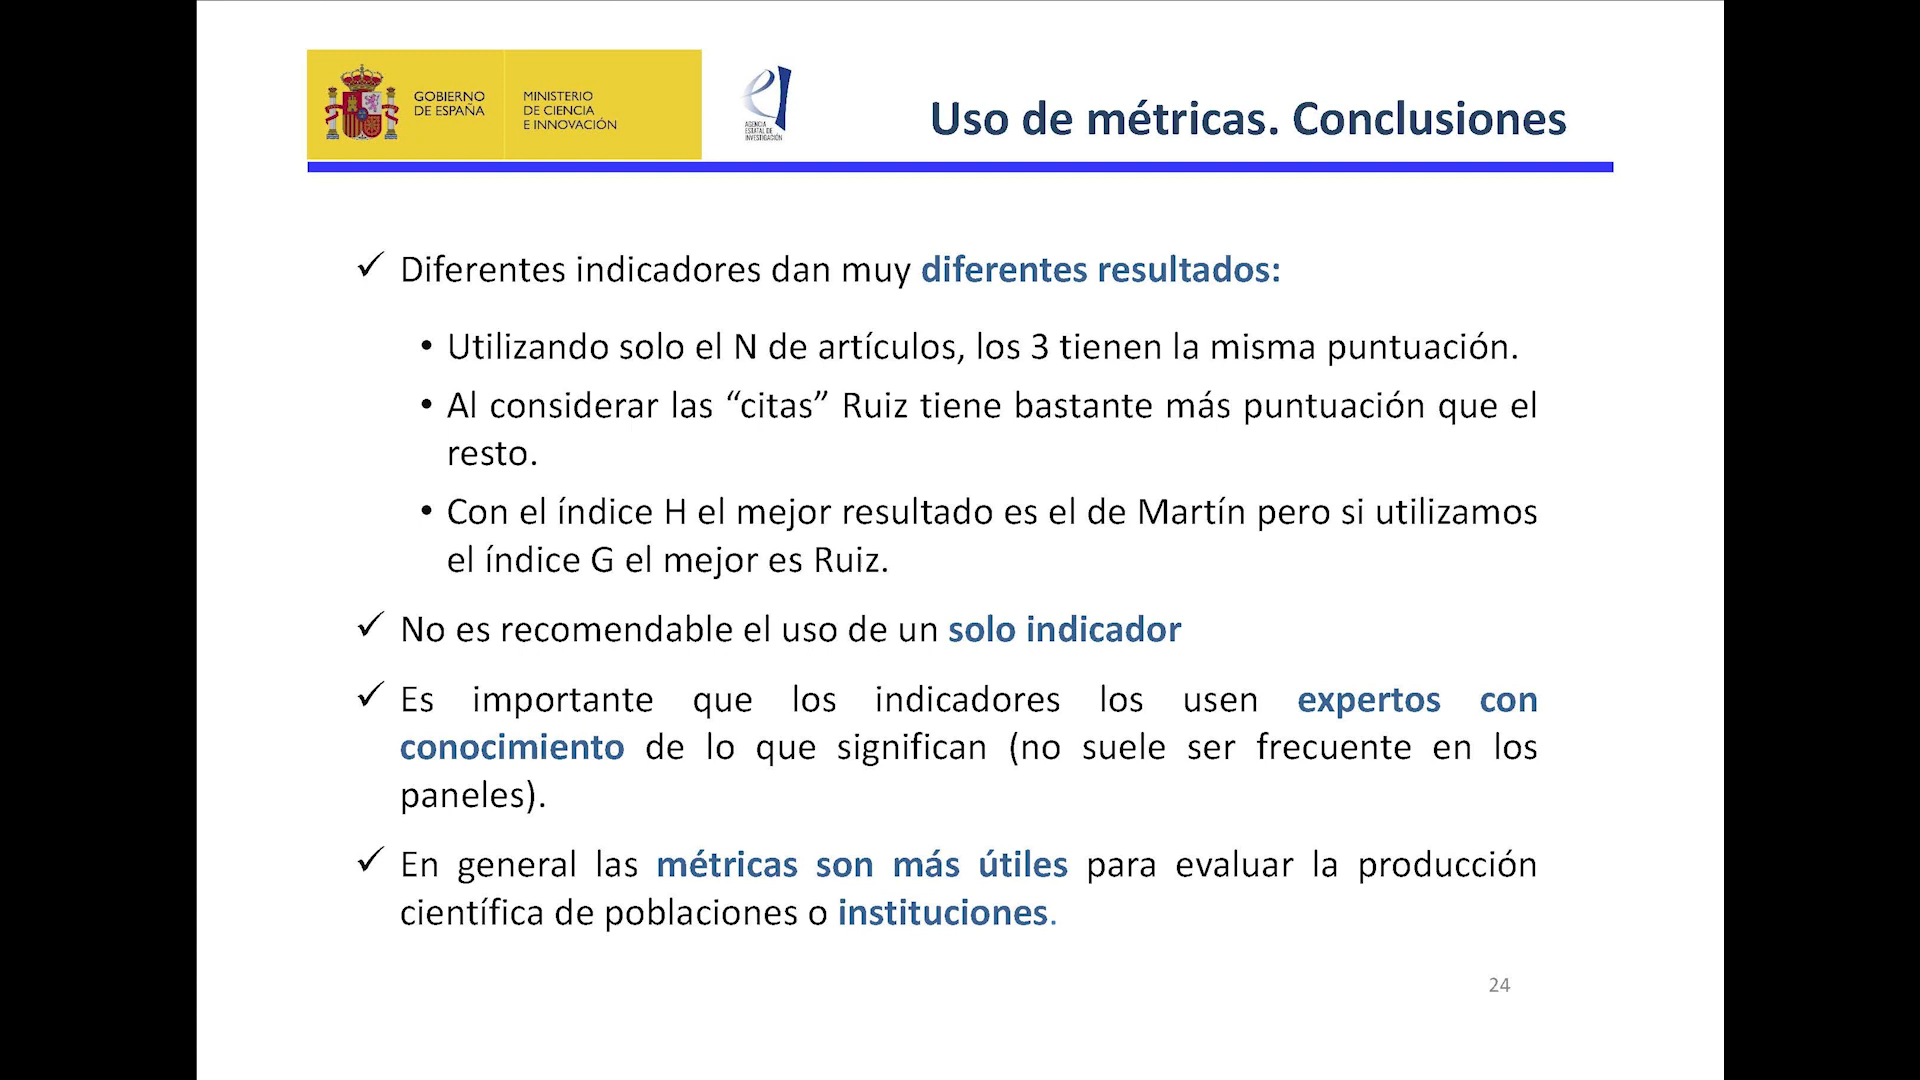 GOBIERNO
DE ESPAÑA
MINISTERIO
DE CIENCIA
E INNOVACIÓN
AGENCIA
ESTATAL DE
INVESTIGACIÓN
Uso de métricas. Conclusiones
✓ Diferentes indicadores dan muy diferentes resultados:
• Utilizando solo el N de artículos, los 3 tienen la misma puntuación.
• Al considerar las “citas” Ruiz tiene bastante más puntuación que el
resto.
• Con el índice H el mejor resultado es el de Martín pero si utilizamos
el índice G el mejor es Ruiz.
✓ No es recomendable el uso de un solo indicador
✓ Es importante que los indicadores los usen expertos con
conocimiento de lo que significan (no suele ser frecuente en los
paneles).
✓ En general las métricas son más útiles para evaluar la producción
científica de poblaciones o instituciones.
24